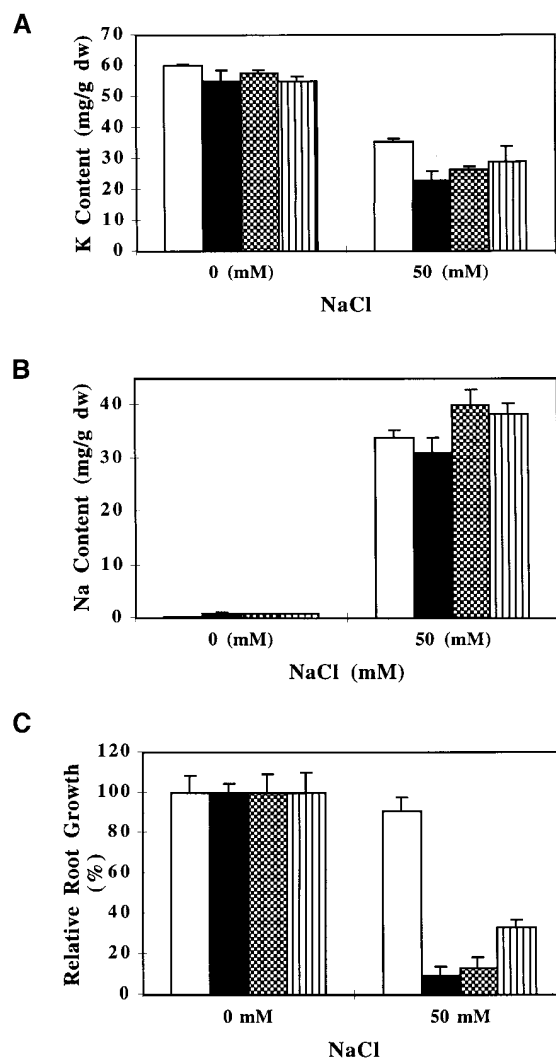 A
K Content (mg/g dw)
70
60
50
40
30
20
10
0
0 (mM)
50 (mM)
NaCl
B
Na Content (mg/g dw)
40
30
20
10
0
0 (mM)
50 (mM)
NaCl (mM)
C
Relative Root Growth
(%)
120
100
80
60
40
20
0
0 mM
50 mM
NaCl